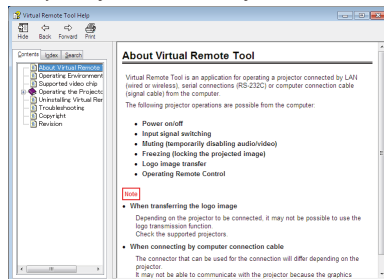 Virtual Remote Tool Help
Hide Back Forward Print
Contents Index Search
About Virtual Remote
Operating Environment
Supported video chip
Operating the Projecto
Uninstalling Virtual Rer
Troubleshooting
Copyright
Revision
About Virtual Remote Tool
Virtual Remote Tool is an application for operating a projector connected by LAN
(wired or wireless), serial connections (RS-232C) or computer connection cable
(signal cable) from the computer.
The following projector operations are possible from the computer:
• Power on/off
• Input signal switching
• Muting (temporarily disabling audio/video)
• Freezing (locking the projected image)
• Logo image transfer
• Operating Remote Control
Note
• When transferring the logo image
Depending on the projector to be connected, it may not be possible to use the
logo transmission function.
Check the supported projectors.
• When connecting by computer connection cable
The connector that can be used for the connection will differ depending on the
projector.
It may not be able to communicate with the projector because the graphics